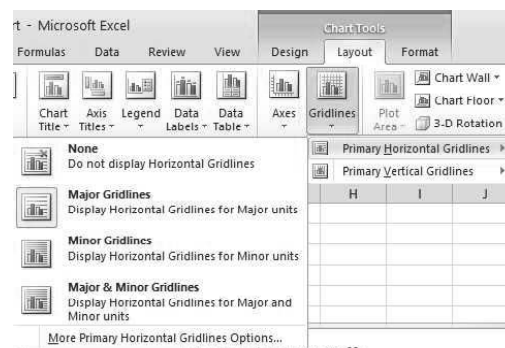 rt - Microsoft Excel
Chart Tools
Formulas Data Review View Design Layout Format
Chart Title
Axis Titles
Legend
Data Labels
Data Table
Axes
Gridlines
Plot Area
Chart Wall
Chart Floor
3-D Rotation
None
Do not display Horizontal Gridlines
Major Gridlines
Display Horizontal Gridlines for Major units
Minor Gridlines
Display Horizontal Gridlines for Minor units
Major & Minor Gridlines
Display Horizontal Gridlines for Major and
Minor units
More Primary Horizontal Gridlines Options...
Primary Horizontal Gridlines
Primary Vertical Gridlines
H I J